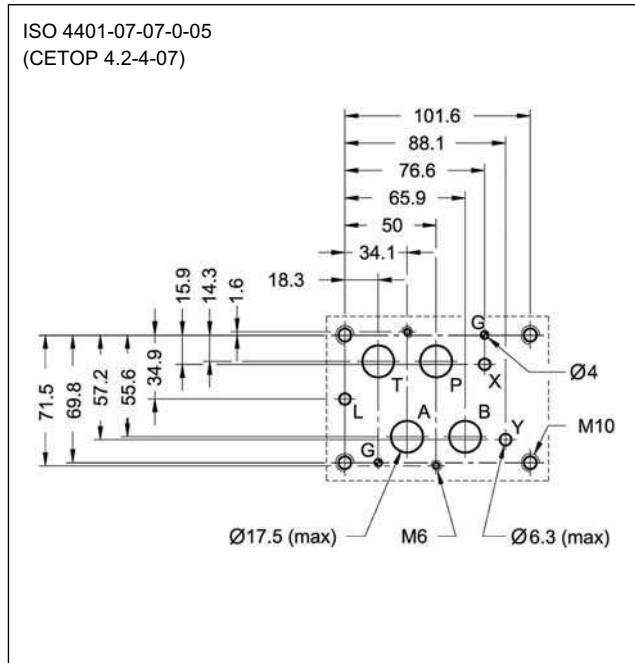 ISO 4401-07-07-0-05
(CETOP 4.2-4-07)
101.6
88.1
76.6
65.9
50
34.1
18.3
15.9
14.3
1.6
G
Ø4
T
P
X
71.5
69.8
57.2
55.6
34.9
L
A
B
Y
M10
G
Ø17.5 (max)
M6
Ø6.3 (max)